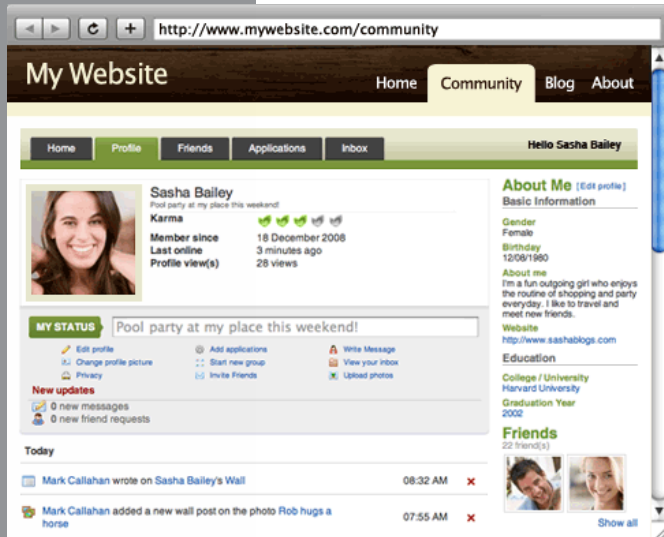 http://www.mywebsite.com/community
My Website
Home Community Blog About
Home Profile Friends Applications Inbox Hello Sasha Bailey
Sasha Bailey
Pool party at my place this weekend!
Karma
Member since 18 December 2008
Last online 3 minutes ago
Profile view(s) 28 views
MY STATUS Pool party at my place this weekend!
Edit profile Add applications Write Message
Change profile picture Start new group View your inbox
Privacy Invite Friends Upload photos
New updates
0 new messages
0 new friend requests
Today
Mark Callahan wrote on Sasha Bailey's Wall 08:32 AM
Mark Callahan added a new wall post on the photo Rob hugs a
horse 07:55 AM
About Me [Edit profile]
Basic Information
Gender
Female
Birthday
12/08/1980
About me
I'm a fun outgoing girl who enjoys
the routine of shopping and party
everyday. I like to travel and
meet new friends.
Website
http://www.sashablogs.com
Education
College / University
Harvard University
Graduation Year
2002
Friends
22 friend(s)
Show all